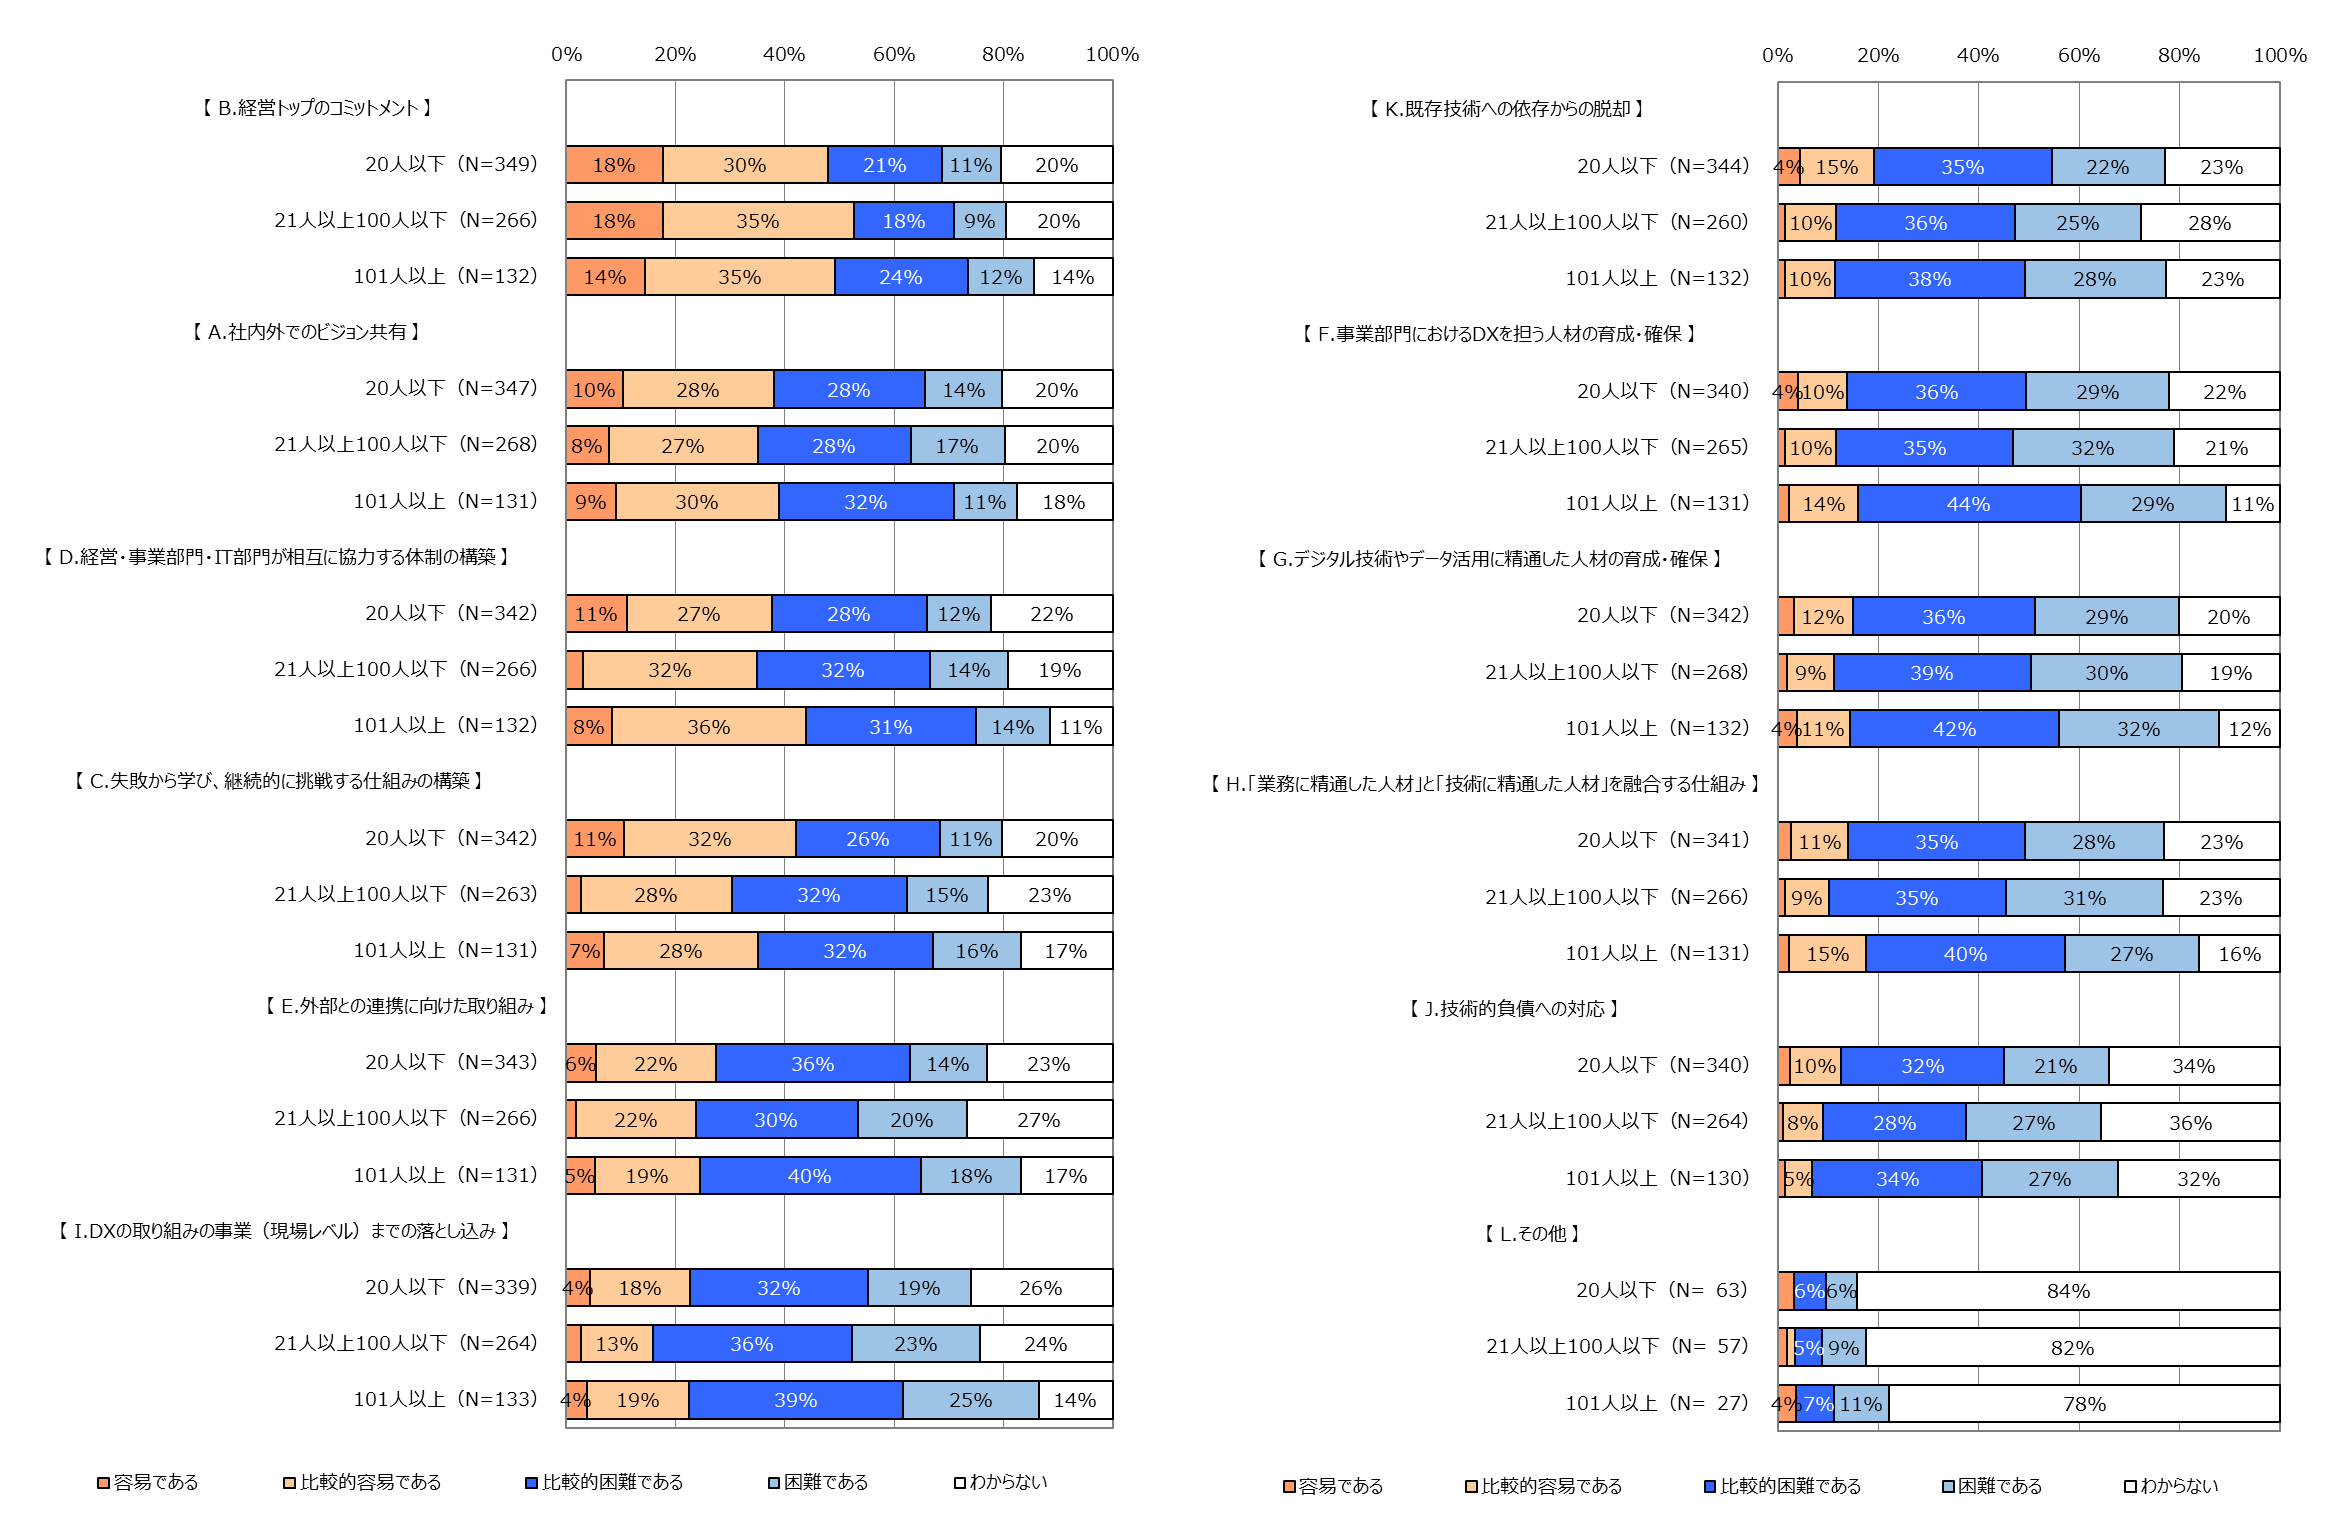 0% 20% 40% 60% 80% 100%
【 B.経営トップのコミットメント 】
20人以下（N=349） 18% 30% 21% 11% 20%
21人以上100人以下（N=266） 18% 35% 18% 9% 20%
101人以上（N=132） 14% 35% 24% 12% 14%
【 A.社内外でのビジョン共有 】
20人以下（N=347） 10% 28% 28% 14% 20%
21人以上100人以下（N=268） 8% 27% 28% 17% 20%
101人以上（N=131） 9% 30% 32% 11% 18%
【 D.経営・事業部門・IT部門が相互に協力する体制の構築 】
20人以下（N=342） 11% 27% 28% 12% 22%
21人以上100人以下（N=266） 32% 32% 14% 19%
101人以上（N=132） 8% 36% 31% 14% 11%
【 C.失敗から学び、継続的に挑戦する仕組みの構築 】
20人以下（N=342） 11% 32% 26% 11% 20%
21人以上100人以下（N=263） 28% 32% 15% 23%
101人以上（N=131） 7% 28% 32% 16% 17%
【 E.外部との連携に向けた取り組み 】
20人以下（N=343） 6% 22% 36% 14% 23%
21人以上100人以下（N=266） 22% 30% 20% 27%
101人以上（N=131） 5% 19% 40% 18% 17%
【 I.DXの取り組みの事業（現場レベル）までの落とし込み 】
20人以下（N=339） 4% 18% 32% 19% 26%
21人以上100人以下（N=264） 13% 36% 23% 24%
101人以上（N=133） 4% 19% 39% 25% 14%
容易である 比較的容易である 比較的困難である 困難である わからない
0% 20% 40% 60% 80% 100%
【 K.既存技術への依存からの脱却 】
20人以下（N=344） 4% 15% 35% 22% 23%
21人以上100人以下（N=260） 10% 36% 25% 28%
101人以上（N=132） 10% 38% 28% 23%
【 F.事業部門におけるDXを担う人材の育成・確保 】
20人以下（N=340） 4% 10% 36% 29% 22%
21人以上100人以下（N=265） 10% 35% 32% 21%
101人以上（N=131） 14% 44% 29% 11%
【 G.デジタル技術やデータ活用に精通した人材の育成・確保 】
20人以下（N=342） 12% 36% 29% 20%
21人以上100人以下（N=268） 9% 39% 30% 19%
101人以上（N=132） 4% 11% 42% 32% 12%
【 H.「業務に精通した人材」と「技術に精通した人材」を融合する仕組み 】
20人以下（N=341） 11% 35% 28% 23%
21人以上100人以下（N=266） 9% 35% 31% 23%
101人以上（N=131） 15% 40% 27% 16%
【 J.技術的負債への対応 】
20人以下（N=340） 10% 32% 21% 34%
21人以上100人以下（N=264） 8% 28% 27% 36%
101人以上（N=130） 5% 34% 27% 32%
【 L.その他 】
20人以下（N= 63） 6% 6% 84%
21人以上100人以下（N= 57） 5% 9% 82%
101人以上（N= 27） 4% 7% 11% 78%
容易である 比較的容易である 比較的困難である 困難である わからない